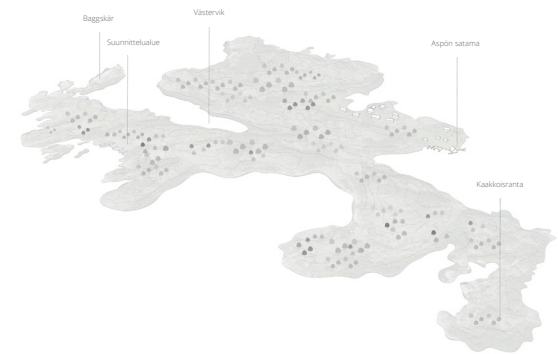 Västervik
Baggskär
Suunnittelualue
Aspön satama
Kaakkoisranta